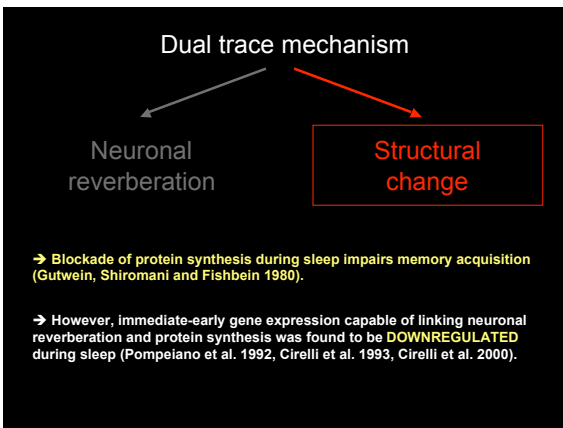 Dual trace mechanism
Neuronal
reverberation
Structural
change
➔ Blockade of protein synthesis during sleep impairs memory acquisition
(Gutwein, Shiromani and Fishbein 1980).
➔ However, immediate-early gene expression capable of linking neuronal
reverberation and protein synthesis was found to be DOWNREGULATED
during sleep (Pompeiano et al. 1992, Cirelli et al. 1993, Cirelli et al. 2000).